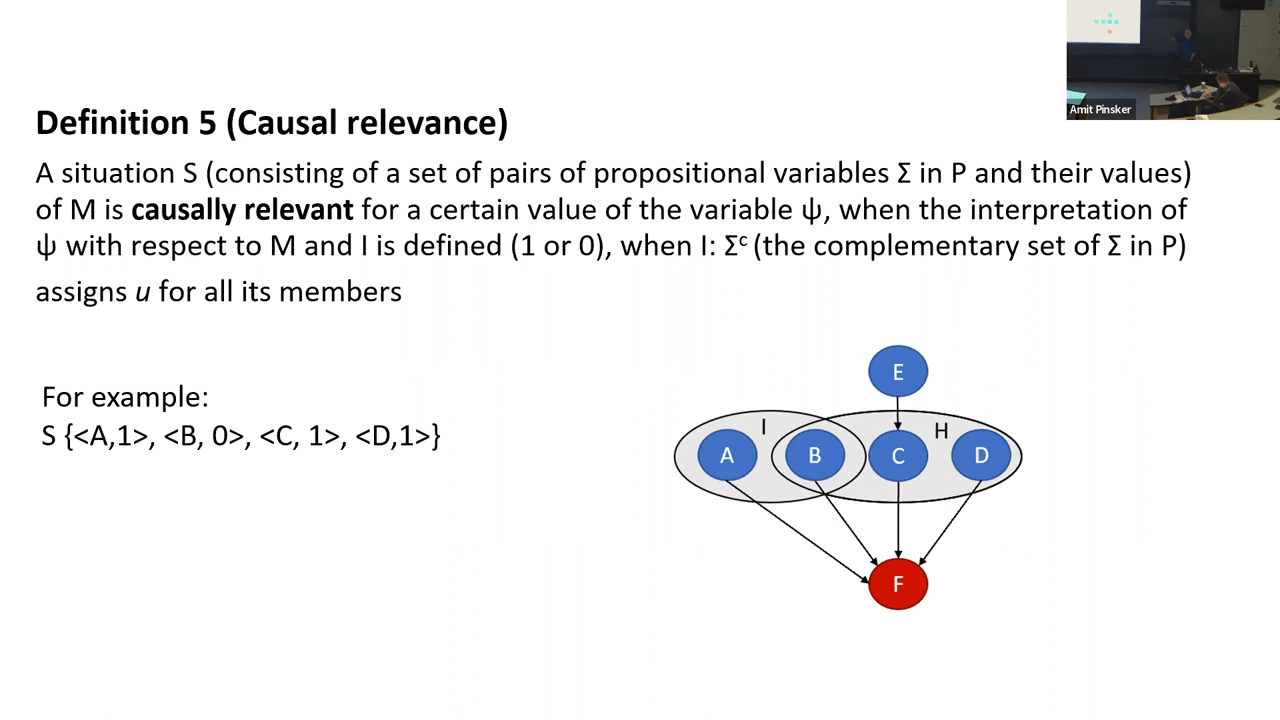 Amit Pinsker
Definition 5 (Causal relevance)
A situation S (consisting of a set of pairs of propositional variables Σ in P and their values)
of M is causally relevant for a certain value of the variable ψ, when the interpretation of
ψ with respect to M and I is defined (1 or 0), when I: Σᶜ (the complementary set of Σ in P)
assigns u for all its members
For example:
S {<A,1>, <B, 0>, <C, 1>, <D,1>}
E
I
H
A
B
C
D
F